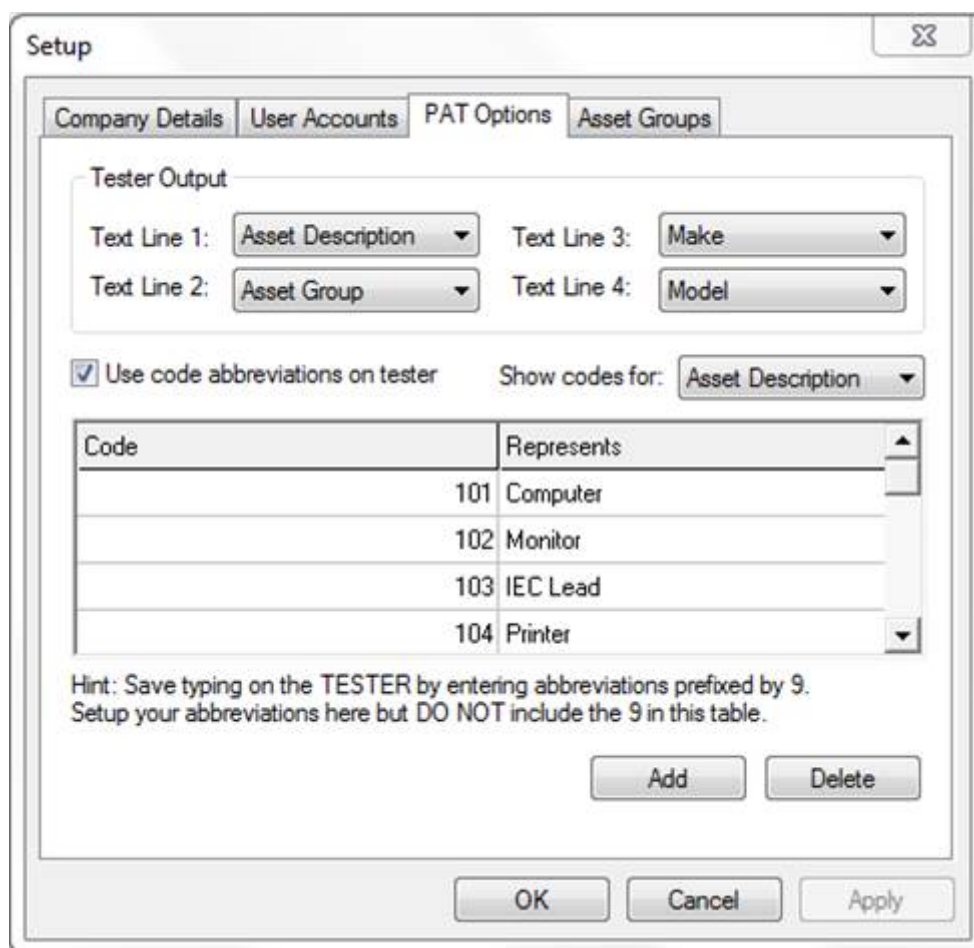 Setup
Company Details User Accounts PAT Options Asset Groups
Tester Output
Text Line 1: Asset Description Text Line 3: Make
Text Line 2: Asset Group Text Line 4: Model
Use code abbreviations on tester Show codes for: Asset Description
Code Represents
101 Computer
102 Monitor
103 IEC Lead
104 Printer
Hint: Save typing on the TESTER by entering abbreviations prefixed by 9.
Setup your abbreviations here but DO NOT include the 9 in this table.
Add Delete
OK Cancel Apply